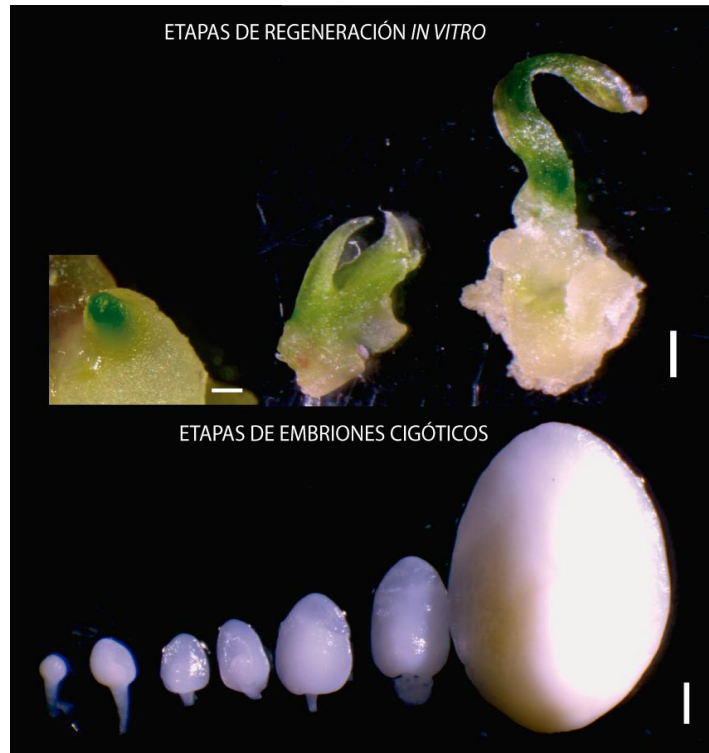 ETAPAS DE REGENERACIÓN IN VITRO
ETAPAS DE EMBRIONES CIGÓTICOS